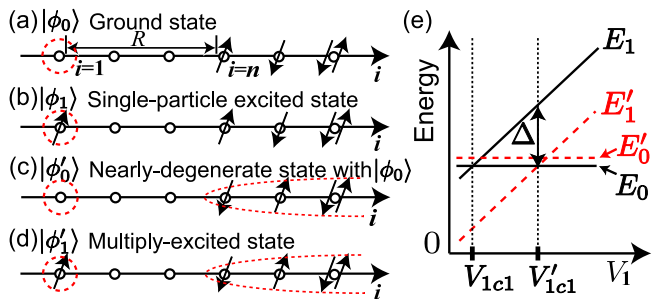 (a) |ϕ₀⟩ Ground state
R
i=1
i=n
i
(b) |ϕ₁⟩ Single-particle excited state
i
(c) |ϕ′₀⟩ Nearly-degenerate state with |ϕ₀⟩
i
(d) |ϕ′₁⟩ Multiply-excited state
i
(e)
Energy
E₁
E′₁
Δ
E′₀
E₀
0
V₁
V₁c₁
V′₁c₁